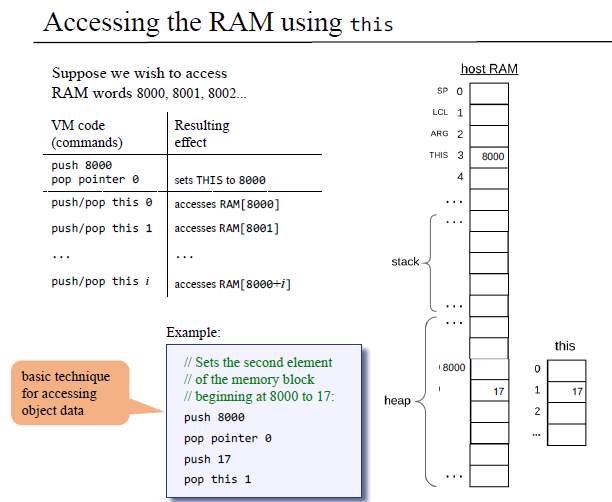 Accessing the RAM using this
Suppose we wish to access
RAM words 8000, 8001, 8002...
VM code
(commands)
Resulting
effect
push 8000
pop pointer 0
sets THIS to 8000
push/pop this 0
accesses RAM[8000]
push/pop this 1
accesses RAM[8001]
...
...
push/pop this i
accesses RAM[8000+i]
Example:
// Sets the second element
// of the memory block
// beginning at 8000 to 17:
push 8000
pop pointer 0
push 17
pop this 1
basic technique
for accessing
object data
host RAM
SP 0
LCL 1
ARG 2
THIS 3 8000
4
...
...
stack
...
...
heap
8000
17
...
this
0
1 17
2
...